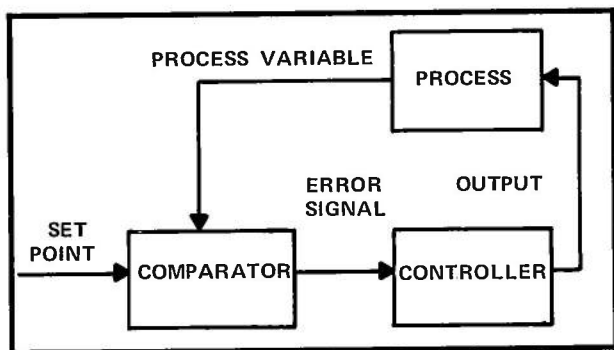 PROCESS VARIABLE
PROCESS
ERROR
SIGNAL
OUTPUT
SET
POINT
COMPARATOR
CONTROLLER